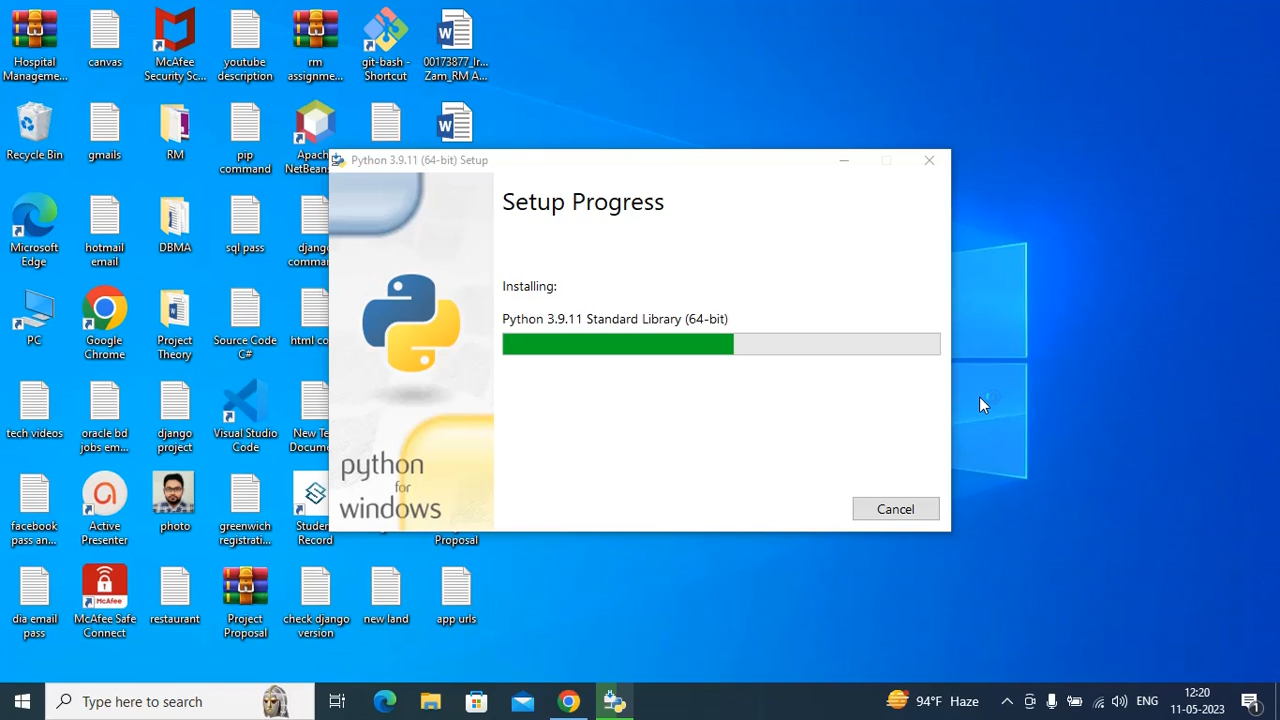 Hospital
Manageme...
canvas
McAfee
Security Sc...
youtube
description
rm
assignme...
git-bash -
Shortcut
00173877_Ir...
Zam_RM A...
Recycle Bin
gmails
RM
pip
command
Apach
NetBean
Microsoft
Edge
hotmail
email
DBMA
sql pass
djang
comma
PC
Google
Chrome
Project
Theory
Source Code
C#
html co
tech videos
oracle bd
jobs em...
django
project
Visual Studio
Code
New Te
Docume
facebook
pass an...
Active
Presenter
photo
greenwich
registrati...
Studen
Record
Proposal
dia email
pass
McAfee Safe
Connect
restaurant
Project
Proposal
check django
version
new land
app urls
McAfee
Python 3.9.11 (64-bit) Setup
Setup Progress
Installing:
Python 3.9.11 Standard Library (64-bit)
python
for
windows
Cancel
Type here to search
94°F Haze
ENG
12:20
11-05-2023
1